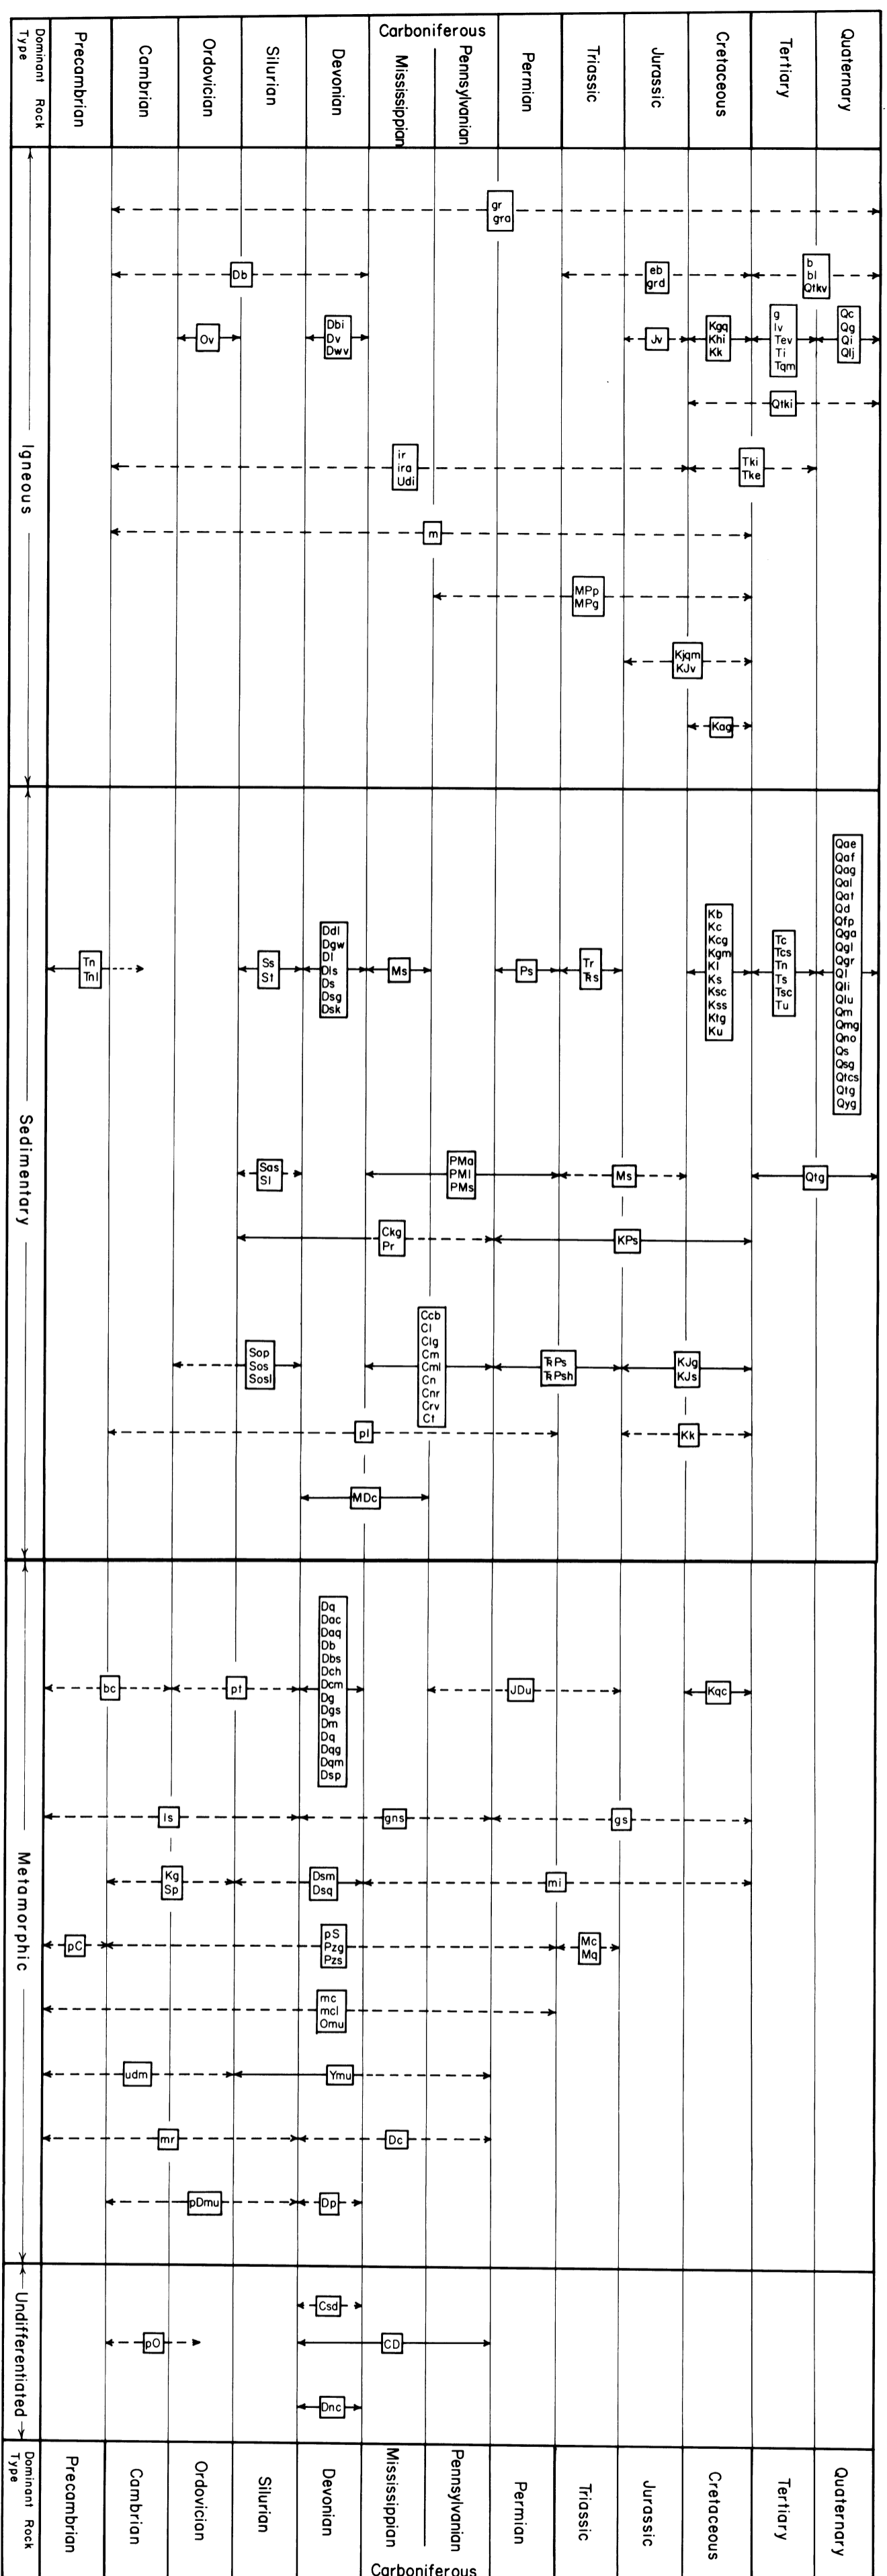 Dominant Rock
Type
Precambrian
Cambrian
Ordovician
Silurian
Devonian
Carboniferous
Mississippian
Pennsylvanian
Permian
Triassic
Jurassic
Cretaceous
Tertiary
Quaternary
Igneous
gr
gra
Db
eb
grd
b
bl
Qtkv
Ov
Dbi
Dv
Dwv
Jv
Kgq
Khi
Kk
g
lv
Tev
Ti
Tqm
Qc
Qg
Qi
Qlj
Qtki
ir
ira
Udi
Tki
Tke
m
MPp
MPg
Kjqm
KJv
Kag
Sedimentary
Tn
Tnl
Ss
St
Ddl
Dgw
Dl
Dls
Ds
Dsg
Dsk
Ms
Ps
Tr
TRs
Kb
Kc
Kcg
Kgm
Kl
Ks
Ksc
Kss
Ktg
Ku
Tc
Tcs
Tn
Ts
Tsc
Tu
Qae
Qaf
Qag
Qal
Qat
Qd
Qfp
Qga
Qgl
Qgr
Ql
Qli
Qlu
Qm
Qmg
Qno
Qs
Qsg
Qtcs
Qtg
Qyg
Sas
Sl
PMa
PMl
PMs
Ms
Qtg
Ckg
Pr
KPs
Sop
Sos
Sosl
Ccb
Cl
Clg
Cm
Cml
Cn
Cnr
Crv
Ct
TRPs
TRPsh
KJg
KJs
pl
Kk
MDc
Metamorphic
bc
pt
Dq
Dac
Daq
Db
Dbs
Dch
Dcm
Dg
Dgs
Dm
Dq
Dqg
Dqm
Dsp
JDu
Kqc
ls
gns
gs
Kg
Sp
Dsm
Dsq
mi
pC
pS
Pzg
Pzs
Mc
Mq
mc
mcl
Omu
udm
Ymu
mr
Dc
pDmu
Dp
Undifferentiated
Csd
pO
CD
Dnc
Dominant Rock
Type
Precambrian
Cambrian
Ordovician
Silurian
Devonian
Mississippian
Pennsylvanian
Carboniferous
Permian
Triassic
Jurassic
Cretaceous
Tertiary
Quaternary